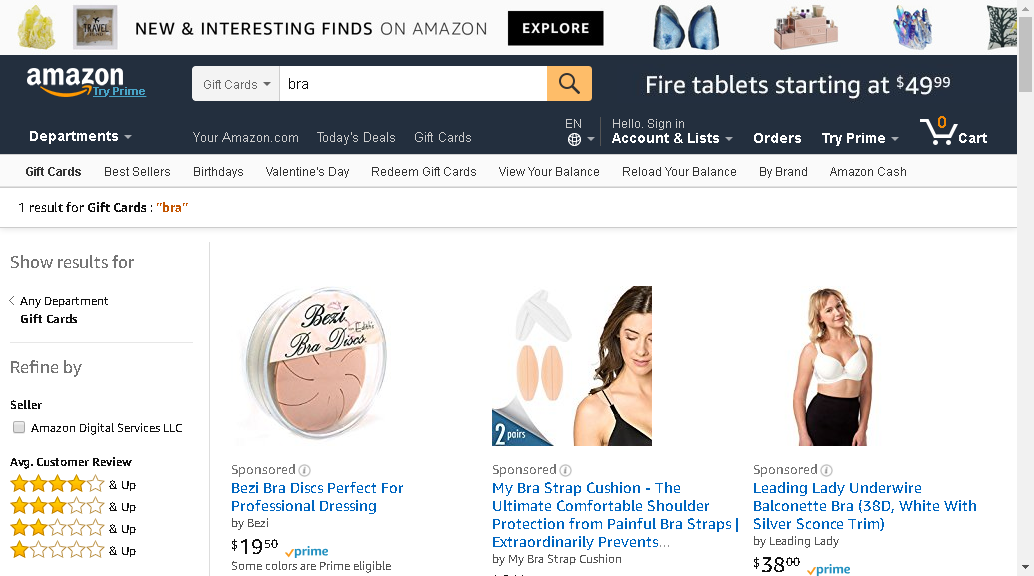 TRAVEL
NEW & INTERESTING FINDS ON AMAZON
EXPLORE
amazon
Try Prime
Gift Cards
bra
Fire tablets starting at $49.99
Departments
Your Amazon.com
Today's Deals
Gift Cards
EN
Hello. Sign in
Account & Lists
Orders
Try Prime
0
Cart
Gift Cards
Best Sellers
Birthdays
Valentine's Day
Redeem Gift Cards
View Your Balance
Reload Your Balance
By Brand
Amazon Cash
1 result for Gift Cards : "bra"
Show results for
Any Department
Gift Cards
Refine by
Seller
Amazon Digital Services LLC
Avg. Customer Review
& Up
& Up
& Up
& Up
Bezi
Bra Discs
Sponsored
Bezi Bra Discs Perfect For
Professional Dressing
by Bezi
$19.50 prime
Some colors are Prime eligible
2 pairs
Sponsored
My Bra Strap Cushion - The
Ultimate Comfortable Shoulder
Protection from Painful Bra Straps |
Extraordinarily Prevents...
by My Bra Strap Cushion
Sponsored
Leading Lady Underwire
Balconette Bra (38D, White With
Silver Sconce Trim)
by Leading Lady
$38.00 prime